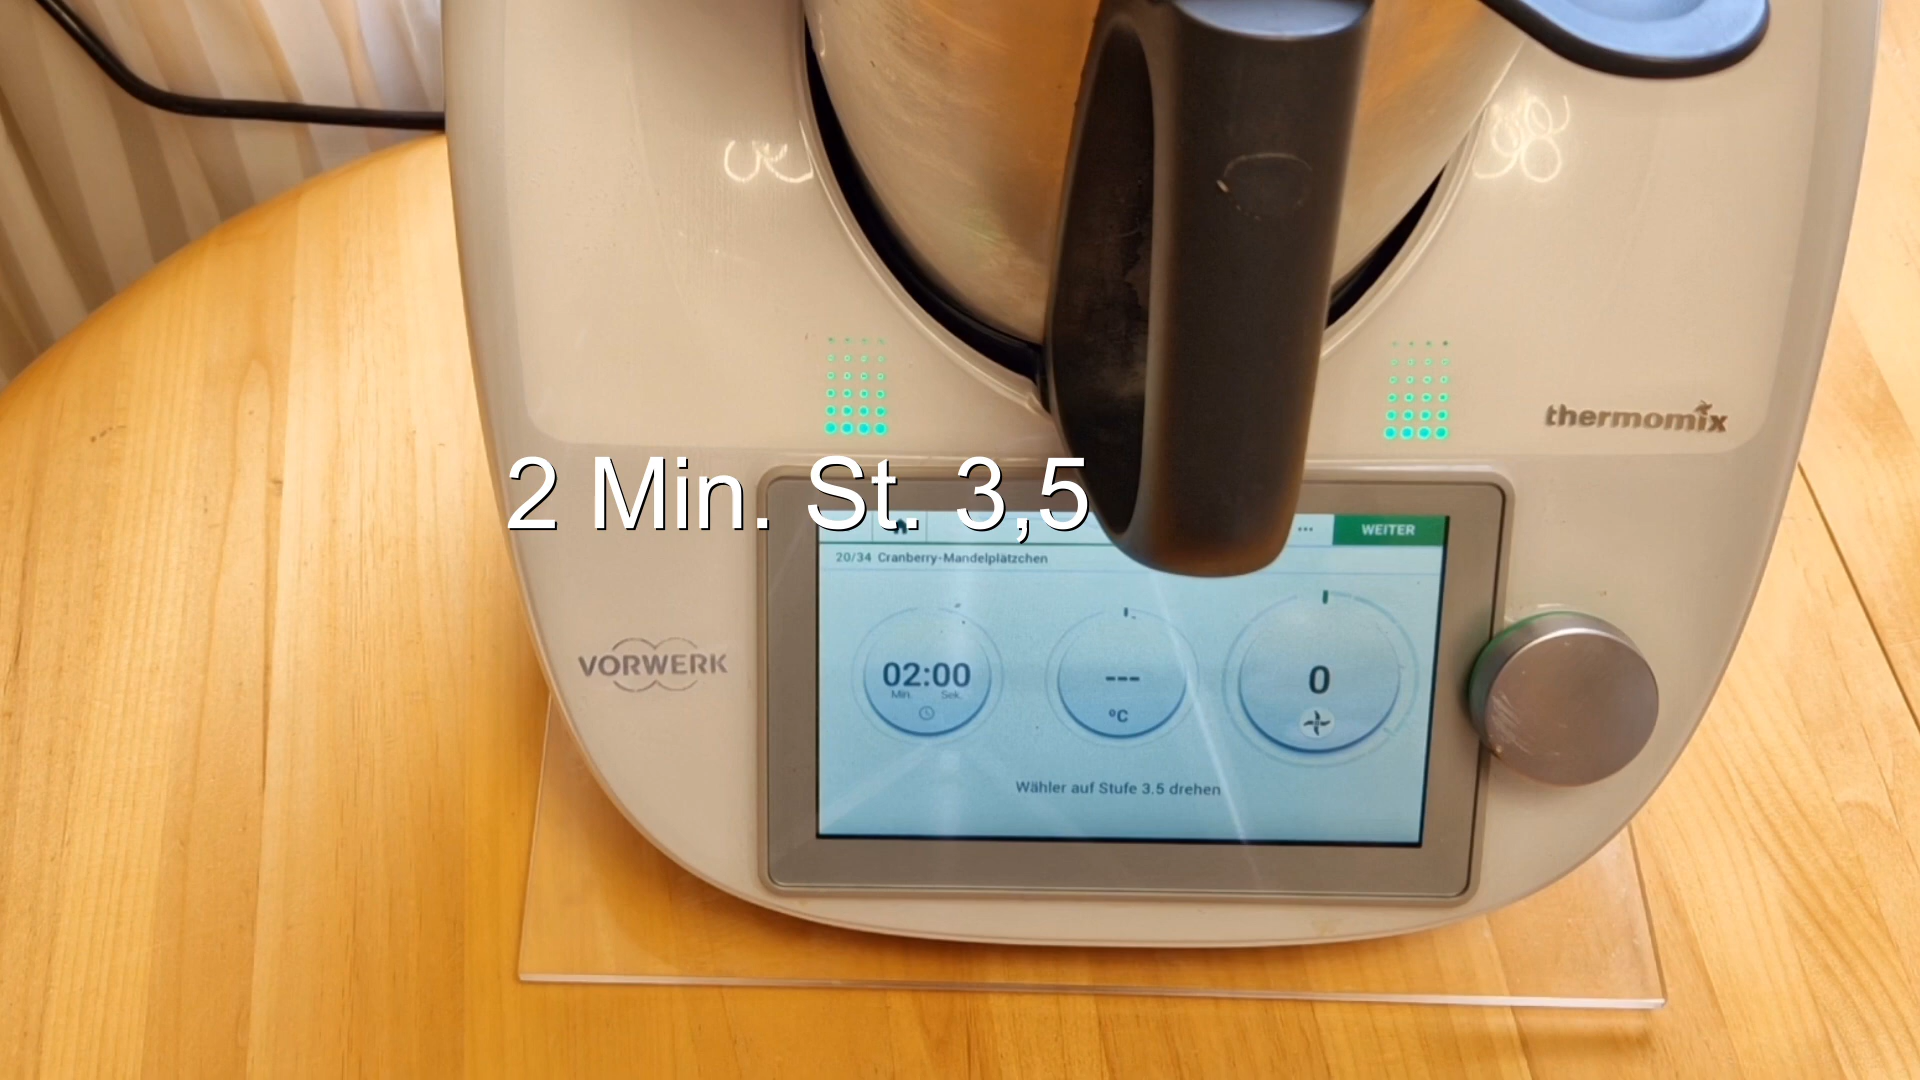 thermomix
2 Min. St. 3,5
WEITER
20/34 Cranberry-Mandelplätzchen
VORWERK
02:00
Min. Sek.
---
°C
0
Wähler auf Stufe 3.5 drehen